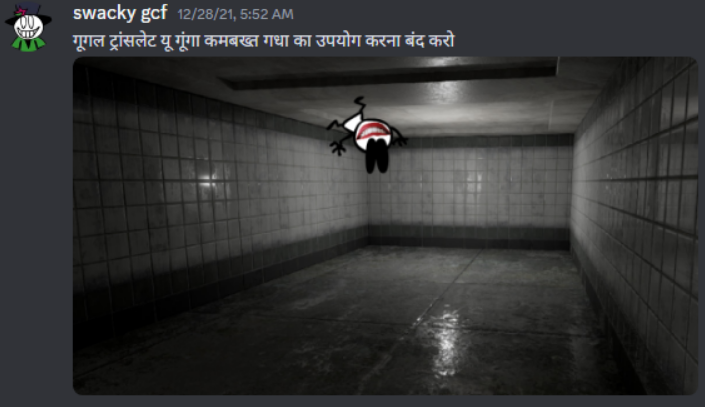 swacky gcf 12/28/21, 5:52 AM
गूगल ट्रांसलेट यू गूंगा कमबख्त गधा का उपयोग करना बंद करो